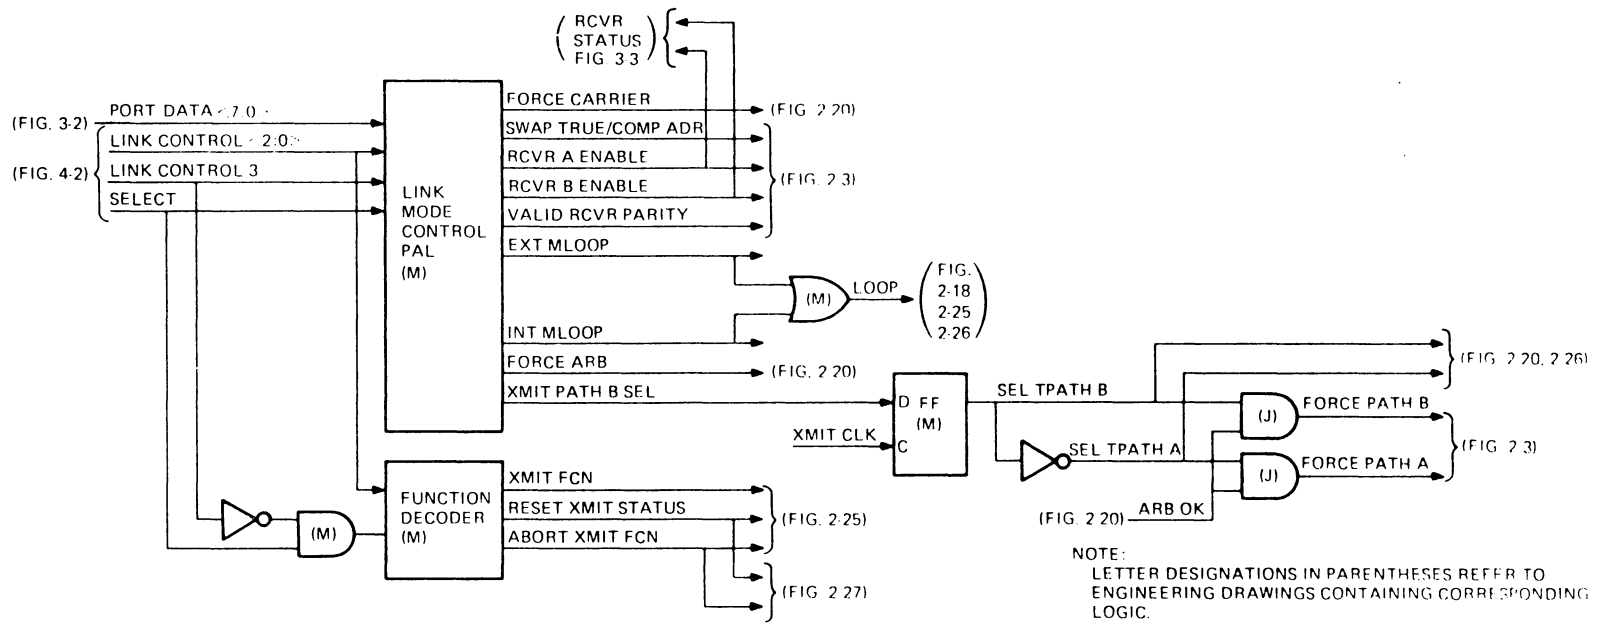 RCVR
STATUS
FIG. 3-3
(FIG. 3-2)
PORT DATA <7:0>
LINK CONTROL <2:0>
(FIG. 4-2)
LINK CONTROL 3
SELECT
LINK
MODE
CONTROL
PAL
(M)
FORCE CARRIER
(FIG. 2.20)
SWAP TRUE/COMP ADR
RCVR A ENABLE
(FIG. 2.3)
RCVR B ENABLE
VALID RCVR PARITY
EXT MLOOP
(M)
LOOP
(FIG.
2-18
2-25
2-26)
INT MLOOP
FORCE ARB
(FIG. 2.20)
XMIT PATH B SEL
D FF
(M)
C
XMIT CLK
SEL TPATH B
(FIG. 2.20, 2.26)
(J)
FORCE PATH B
SEL TPATH A
(J)
FORCE PATH A
(FIG. 2.3)
(FIG. 2.20)
ARB OK
(M)
FUNCTION
DECODER
(M)
XMIT FCN
RESET XMIT STATUS
(FIG. 2-25)
ABORT XMIT FCN
(FIG. 2.27)
NOTE:
LETTER DESIGNATIONS IN PARENTHESES REFER TO
ENGINEERING DRAWINGS CONTAINING CORRESPONDING
LOGIC.